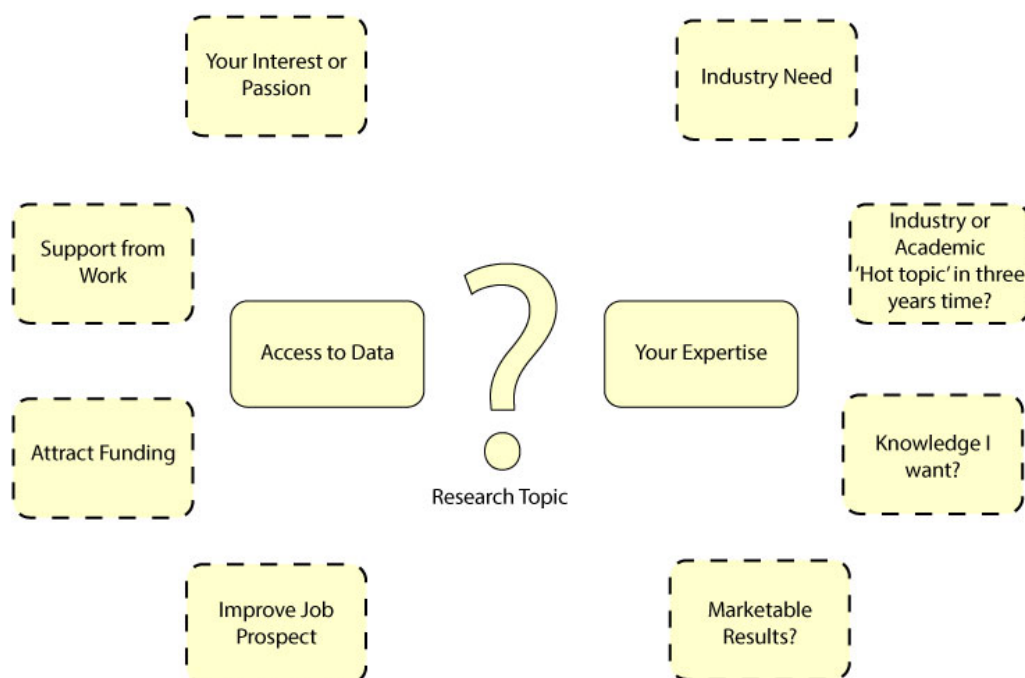 Your Interest or
Passion
Industry Need
Support from
Work
Industry or
Academic
‘Hot topic’ in three
years time?
Access to Data
?
Your Expertise
Attract Funding
Knowledge I
want?
Research Topic
Improve Job
Prospect
Marketable
Results?